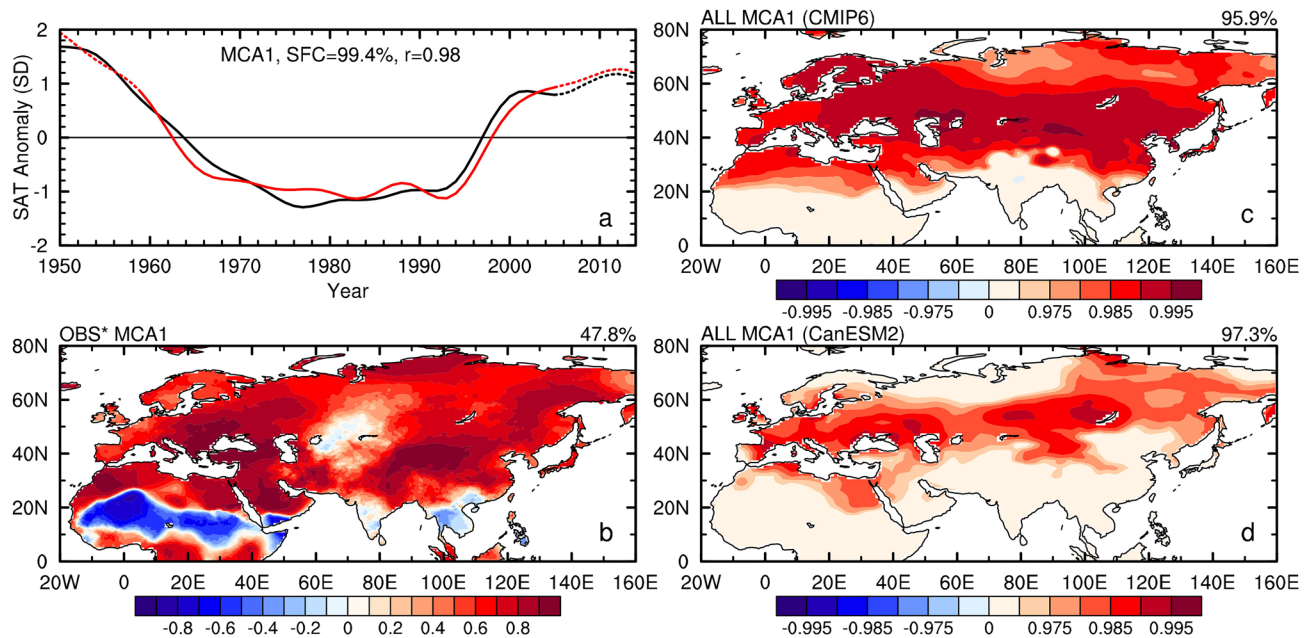 MCA1, SFC=99.4%, r=0.98
SAT Anomaly (SD)
2
1
0
-1
-2
a
1950 1960 1970 1980 1990 2000 2010
Year
OBS* MCA1 47.8%
80N
60N
40N
20N
0
b
20W 0 20E 40E 60E 80E 100E 120E 140E 160E
-0.8 -0.6 -0.4 -0.2 0 0.2 0.4 0.6 0.8
ALL MCA1 (CMIP6) 95.9%
80N
60N
40N
20N
0
c
20W 0 20E 40E 60E 80E 100E 120E 140E 160E
-0.995 -0.985 -0.975 0 0.975 0.985 0.995
ALL MCA1 (CanESM2) 97.3%
80N
60N
40N
20N
0
d
20W 0 20E 40E 60E 80E 100E 120E 140E 160E
-0.995 -0.985 -0.975 0 0.975 0.985 0.995